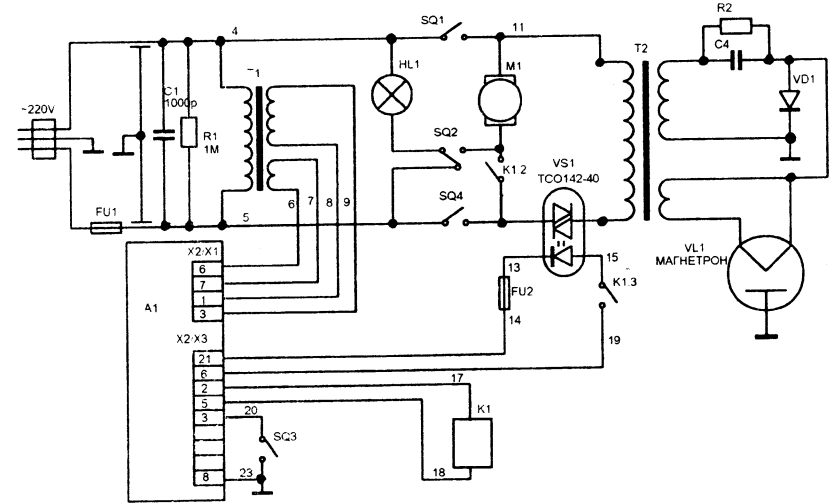 R2
4
SQ1
11
C4
T2
HL1
M1
VD1
C1
1000p
~220V
R1
1M
SQ2
K1.2
VS1
TCO142-40
SQ4
FU1
5
6
7
8
9
VL1
МАГНЕТРОН
X2:X1
6
7
1
3
A1
13
15
FU2
K1.3
14
19
X2:X3
21
6
2
5
3
8
17
20
K1
SQ3
23
18